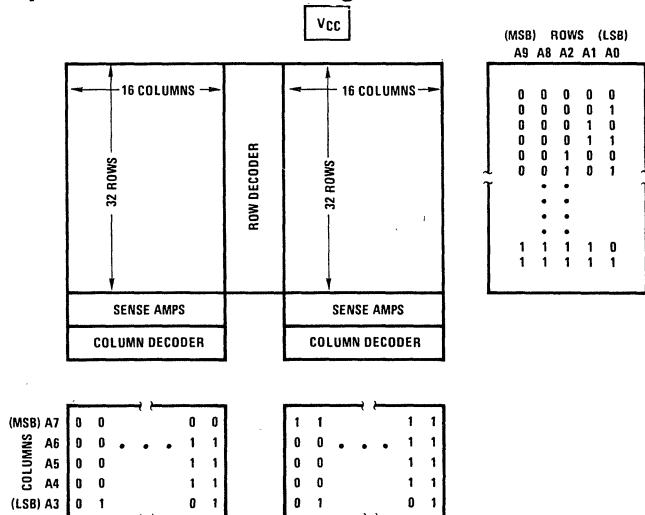 VCC
(MSB) ROWS (LSB)
A9 A8 A2 A1 A0
0 0 0 0 0
0 0 0 0 1
0 0 0 1 0
0 0 0 1 1
0 0 1 0 0
0 0 1 0 1
1 1 1 1 0
1 1 1 1 1
16 COLUMNS
32 ROWS
ROW DECODER
16 COLUMNS
32 ROWS
SENSE AMPS
COLUMN DECODER
SENSE AMPS
COLUMN DECODER
COLUMNS
(MSB) A7 0 0 0 0
A6 0 0 . . . 1 1
A5 0 0 1 1
A4 0 0 1 1
(LSB) A3 0 1 0 1
1 1 1 1
0 0 . . . 1 1
0 0 1 1
0 0 1 1
0 1 0 1